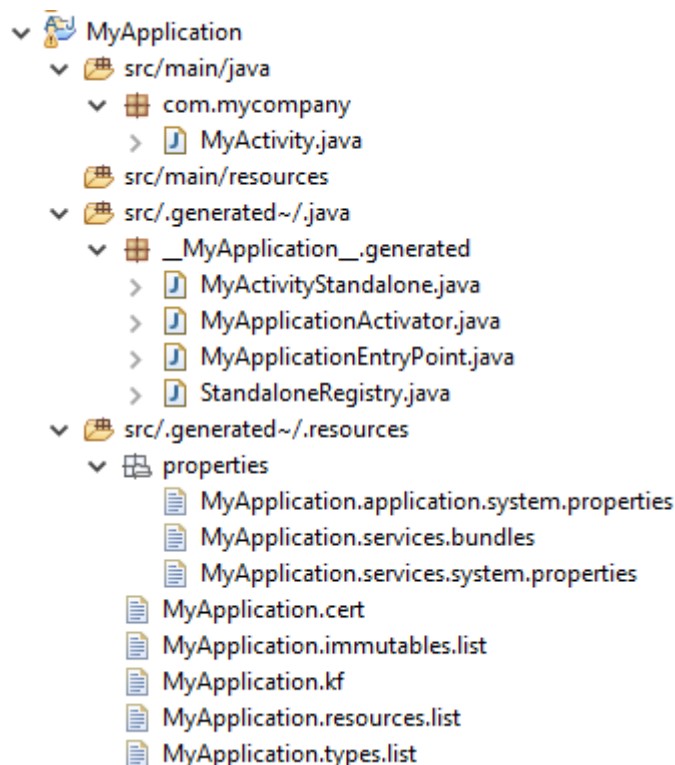 MyApplication
src/main/java
com.mycompany
MyActivity.java
src/main/resources
src/.generated~/.java
__MyApplication__.generated
MyActivityStandalone.java
MyApplicationActivator.java
MyApplicationEntryPoint.java
StandaloneRegistry.java
src/.generated~/.resources
properties
MyApplication.application.system.properties
MyApplication.services.bundles
MyApplication.services.system.properties
MyApplication.cert
MyApplication.immutables.list
MyApplication.kf
MyApplication.resources.list
MyApplication.types.list